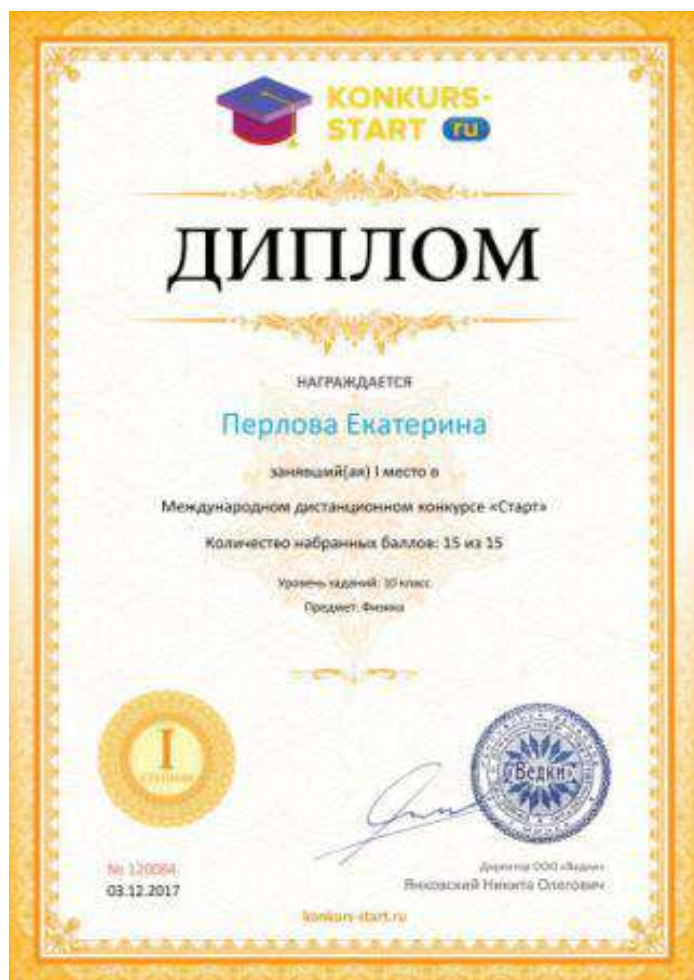 KONKURS-
START ru
ДИПЛОМ
НАГРАЖДАЕТСЯ
Перлова Екатерина
занявший(ая) I место в
Международном дистанционном конкурсе «Старт»
Количество набранных баллов: 15 из 15
Уровень заданий: 10 класс
Предмет: Физика
I
СТЕПЕНИ
«Ведки»
№ 120084
03.12.2017
Директор ООО «Ведки»
Янковский Никита Олегович
konkurs-start.ru